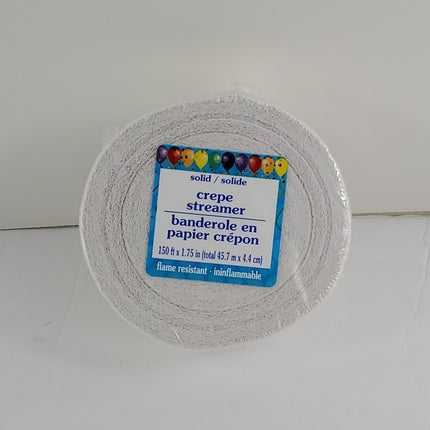 solid / solide
crepe
streamer
banderole en
papier crépon
150 ft x 1.75 in (total 45.7 m x 4.4 cm)
flame resistant · ininflammable